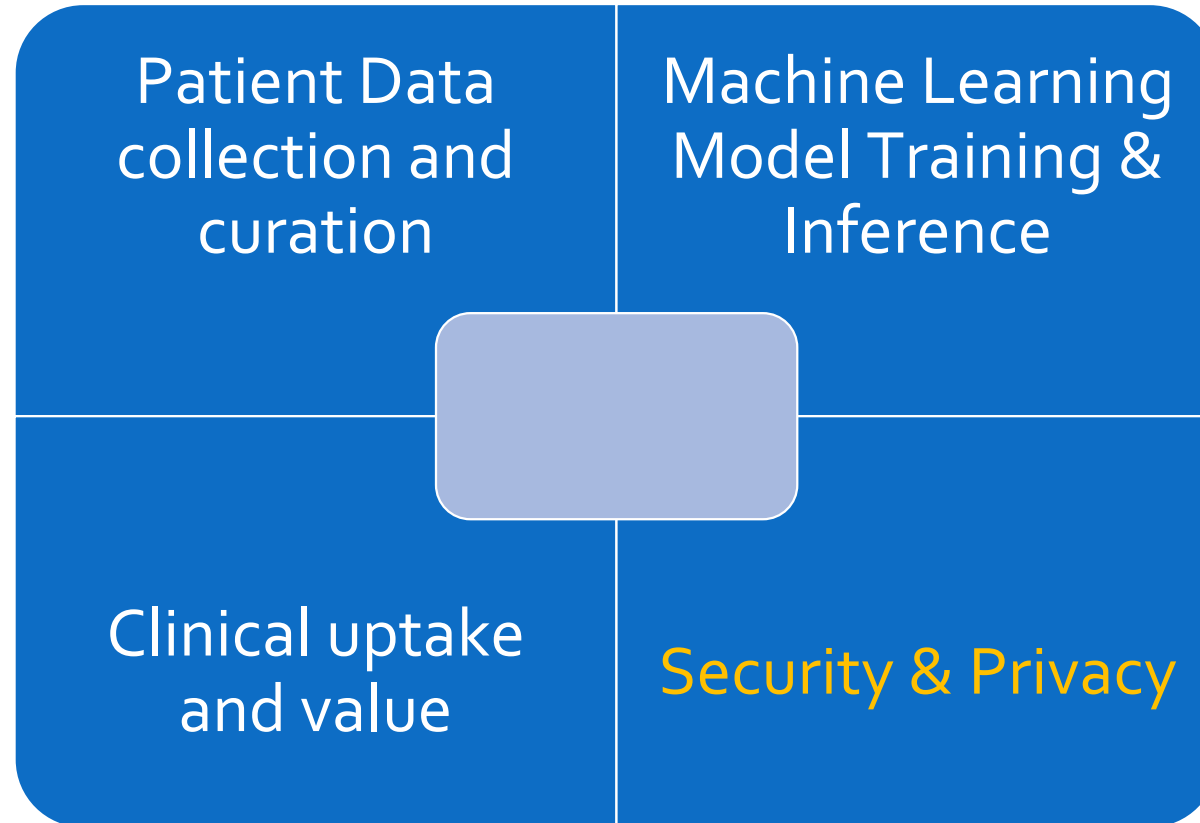 Patient Data
collection and
curation
Machine Learning
Model Training &
Inference
Clinical uptake
and value
Security & Privacy